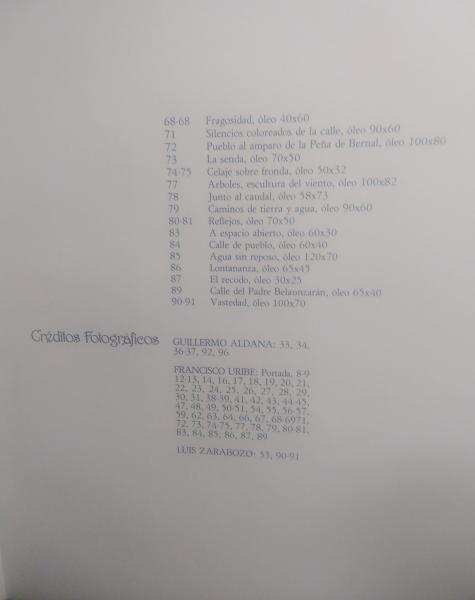 68-68 Fragosidad, óleo 40x60
71 Silencios coloreados de la calle, óleo 90x60
72 Pueblo al amparo de la Peña de Bernal, óleo 100x80
73 La senda, óleo 70x50
74-75 Celaje sobre fronda, óleo 50x32
77 Arboles, escultura del viento, óleo 100x82
78 Junto al caudal, óleo 58x73
79 Caminos de tierra y agua, óleo 90x60
80-81 Reflejos, óleo 70x50
83 A espacio abierto, óleo 60x30
84 Calle de pueblo, óleo 60x40
85 Agua sin reposo, óleo 120x70
86 Lontananza, óleo 65x45
87 El recodo, óleo 30x25
89 Calle del Padre Belaunzarán, óleo 65x40
90-91 Vastedad, óleo 100x70
Créditos Fotográficos
GUILLERMO ALDANA: 33, 34,
36-37, 92, 96
FRANCISCO URIBE: Portada, 8-9
12-13, 14, 16, 17, 18, 19, 20, 21,
22, 23, 24, 25, 26, 27, 28, 29,
30, 31, 38-39, 41, 42, 43, 44-45,
47, 48, 49, 50-51, 54, 55, 56-57,
59, 62, 63, 64, 66, 67, 68-6971,
72, 73, 74-75, 77, 78, 79, 80-81,
83, 84, 85, 86, 87, 89
LUIS ZARABOZO: 53, 90-91